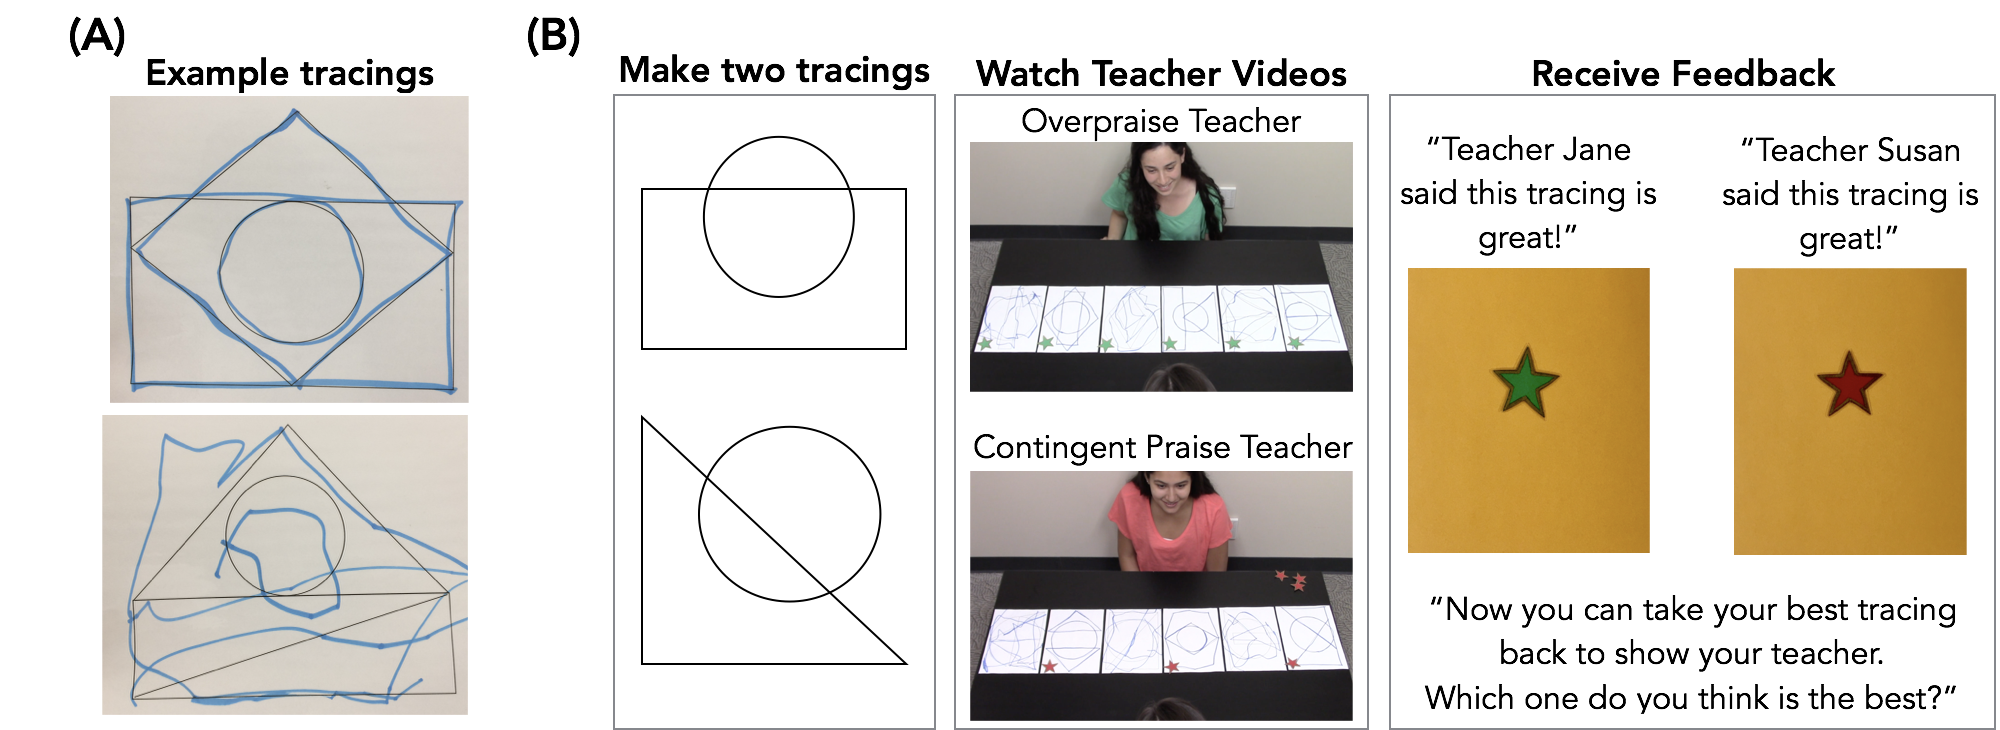 (A)
Example tracings
(B)
Make two tracings
Watch Teacher Videos
Overpraise Teacher
Contingent Praise Teacher
Receive Feedback
"Teacher Jane
said this tracing is
great!"
"Teacher Susan
said this tracing is
great!"
"Now you can take your best tracing
back to show your teacher.
Which one do you think is the best?"